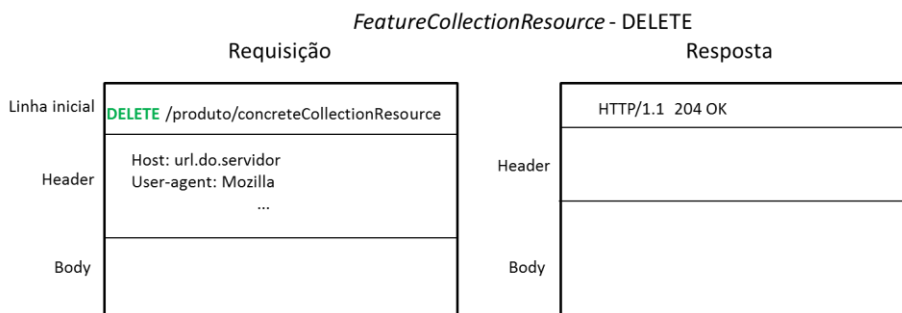 FeatureCollectionResource - DELETE
Requisição
Resposta
Linha inicial
DELETE /produto/concreteCollectionResource
Header
Host: url.do.servidor
User-agent: Mozilla
...
Body
HTTP/1.1 204 OK
Header
Body